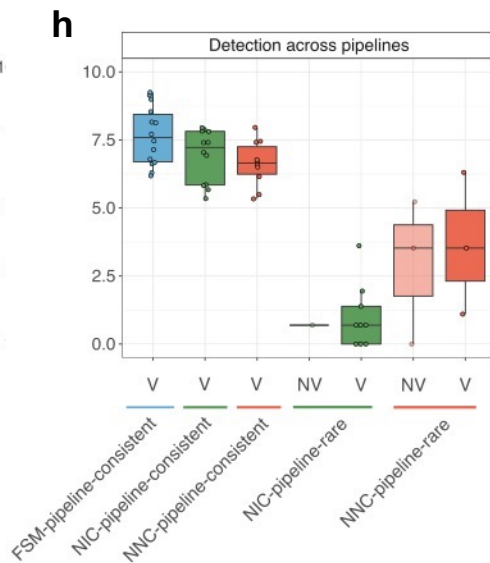 h
Detection across pipelines
10.0
7.5
5.0
2.5
0.0
V V V NV V NV V
FSM-pipeline-consistent
NIC-pipeline-consistent
NNC-pipeline-consistent
NIC-pipeline-rare
NNC-pipeline-rare